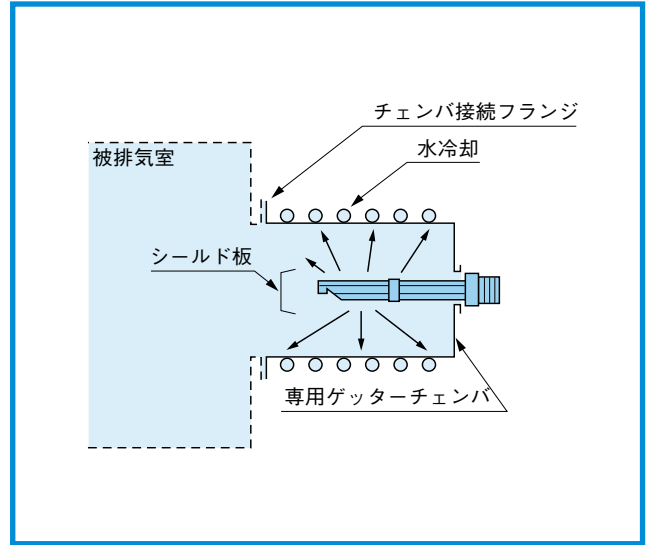 チェンバ接続フランジ
被排気室
水冷却
シールド板
専用ゲッターチェンバ